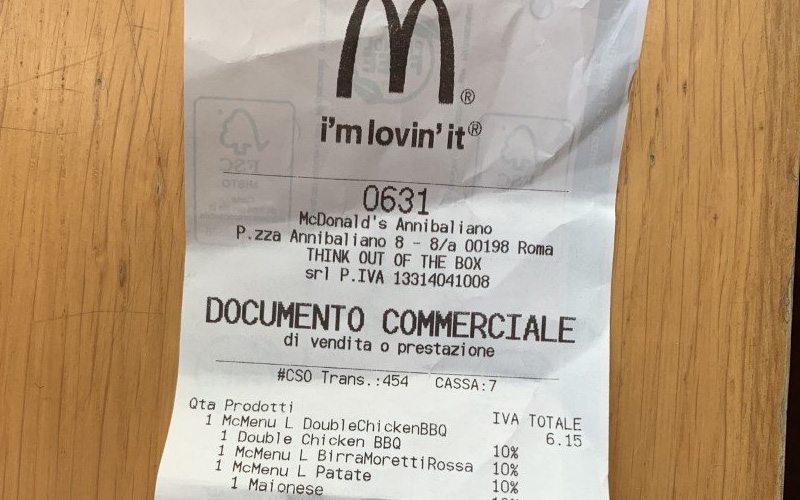 M®
i'm lovin' it®
0631
McDonald's Annibaliano
P.zza Annibaliano 8 - 8/a 00198 Roma
THINK OUT OF THE BOX
srl P.IVA 13314041008
DOCUMENTO COMMERCIALE
di vendita o prestazione
#CSO Trans.:454 CASSA:7
Qta Prodotti IVA TOTALE
1 McMenu L DoubleChickenBBQ 6.15
1 Double Chicken BBQ 10%
1 McMenu L BirraMorettiRossa 10%
1 McMenu L Patate 10%
1 Maionese
FSC
MISTO